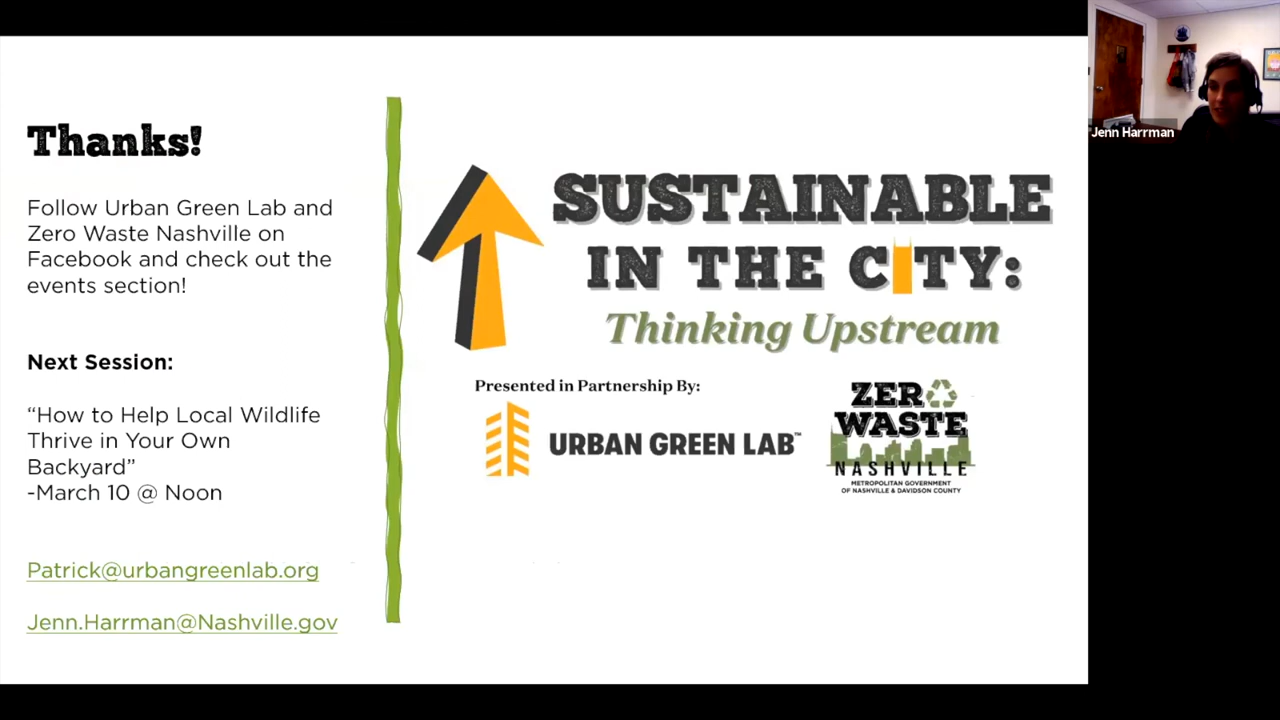 Thanks!
Follow Urban Green Lab and
Zero Waste Nashville on
Facebook and check out the
events section!
Next Session:
“How to Help Local Wildlife
Thrive in Your Own
Backyard”
-March 10 @ Noon
Patrick@urbangreenlab.org
Jenn.Harrman@Nashville.gov
SUSTAINABLE
IN THE CITY:
Thinking Upstream
Presented in Partnership By:
URBAN GREEN LAB™
ZERO
WASTE
NASHVILLE
METROPOLITAN GOVERNMENT
OF NASHVILLE & DAVIDSON COUNTY
Jenn Harrman